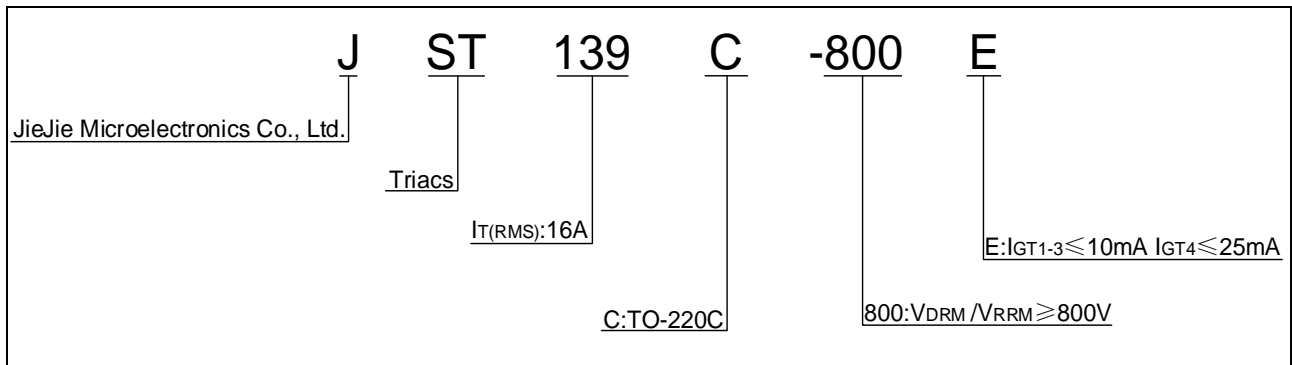 J ST 139 C -800 E
JieJie Microelectronics Co., Ltd.
Triacs
IT(RMS):16A
E:IGT1-3≤10mA IGT4≤25mA
C:TO-220C
800:VDRM /VRRM≥800V